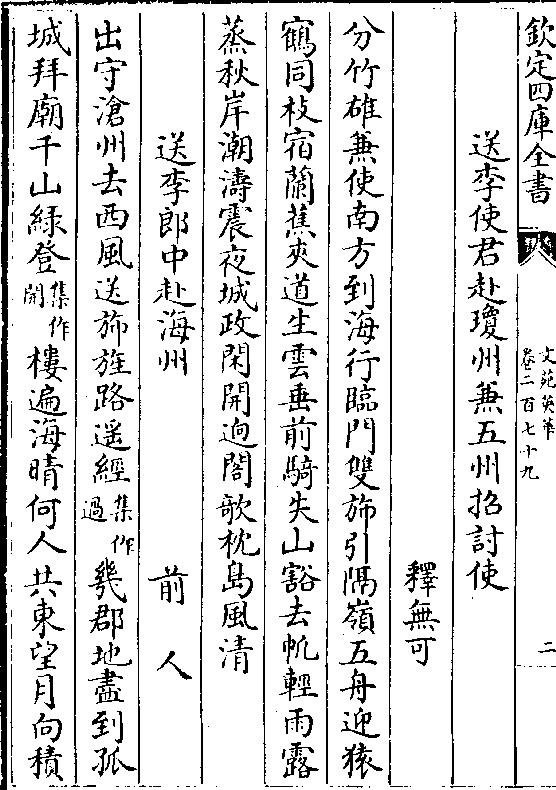 欽定四庫全書
文苑英華
卷二百七十九
二
送李使君赴瓊州兼五州招討使
釋無可
分竹雄兼使南方到海行臨門雙斾引隔嶺五舟迎猿
鶴同枝宿蘭蕉夾道生雲垂前騎失山豁去帆輕雨露
蒸秋岸潮濤震夜城政閑開逈閣欹枕島風清
送李郎中赴海州 前人
出守滄州去西風送斾旌路遥經集作過幾郡地盡到孤
城拜廟千山緑登集作開樓遍海晴何人共東望月向積